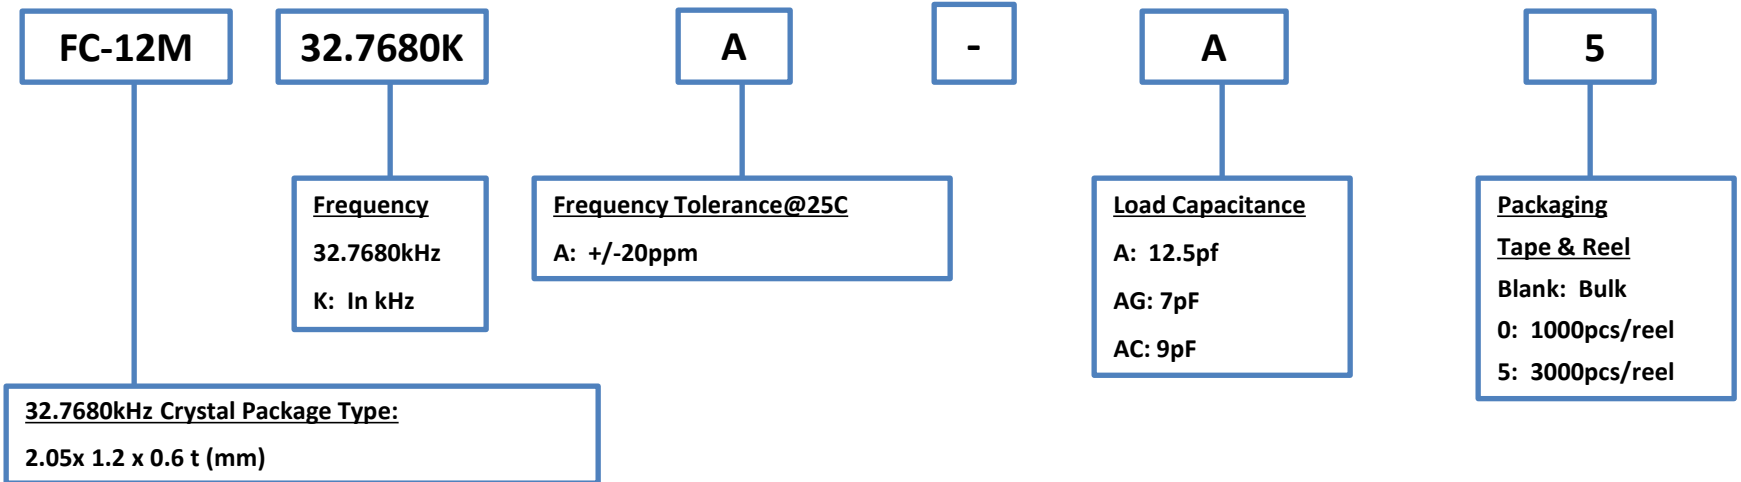 FC-12M 32.7680K A - A 5
Frequency
32.7680kHz
K: In kHz
Frequency Tolerance@25C
A: +/-20ppm
Load Capacitance
A: 12.5pf
AG: 7pF
AC: 9pF
Packaging
Tape & Reel
Blank: Bulk
0: 1000pcs/reel
5: 3000pcs/reel
32.7680kHz Crystal Package Type:
2.05x 1.2 x 0.6 t (mm)